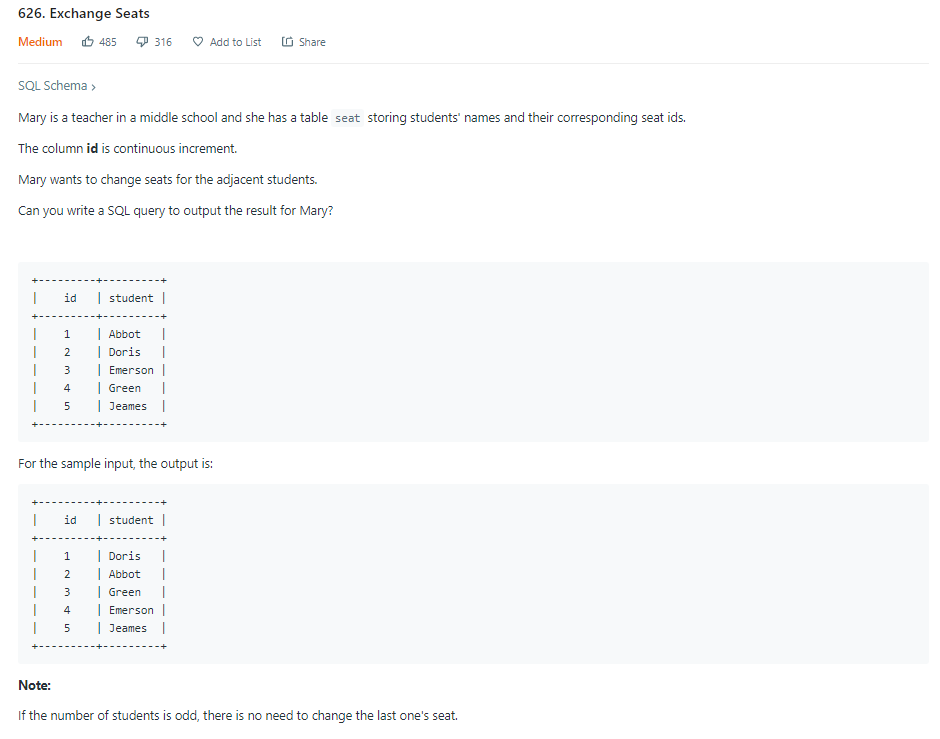 626. Exchange Seats
Medium 485 316 Add to List Share
SQL Schema >
Mary is a teacher in a middle school and she has a table seat storing students' names and their corresponding seat ids.
The column id is continuous increment.
Mary wants to change seats for the adjacent students.
Can you write a SQL query to output the result for Mary?
+---------+---------+
|    id   | student |
+---------+---------+
|    1    | Abbot   |
|    2    | Doris   |
|    3    | Emerson |
|    4    | Green   |
|    5    | Jeames  |
+---------+---------+
For the sample input, the output is:
+---------+---------+
|    id   | student |
+---------+---------+
|    1    | Doris   |
|    2    | Abbot   |
|    3    | Green   |
|    4    | Emerson |
|    5    | Jeames  |
+---------+---------+
Note:
If the number of students is odd, there is no need to change the last one's seat.